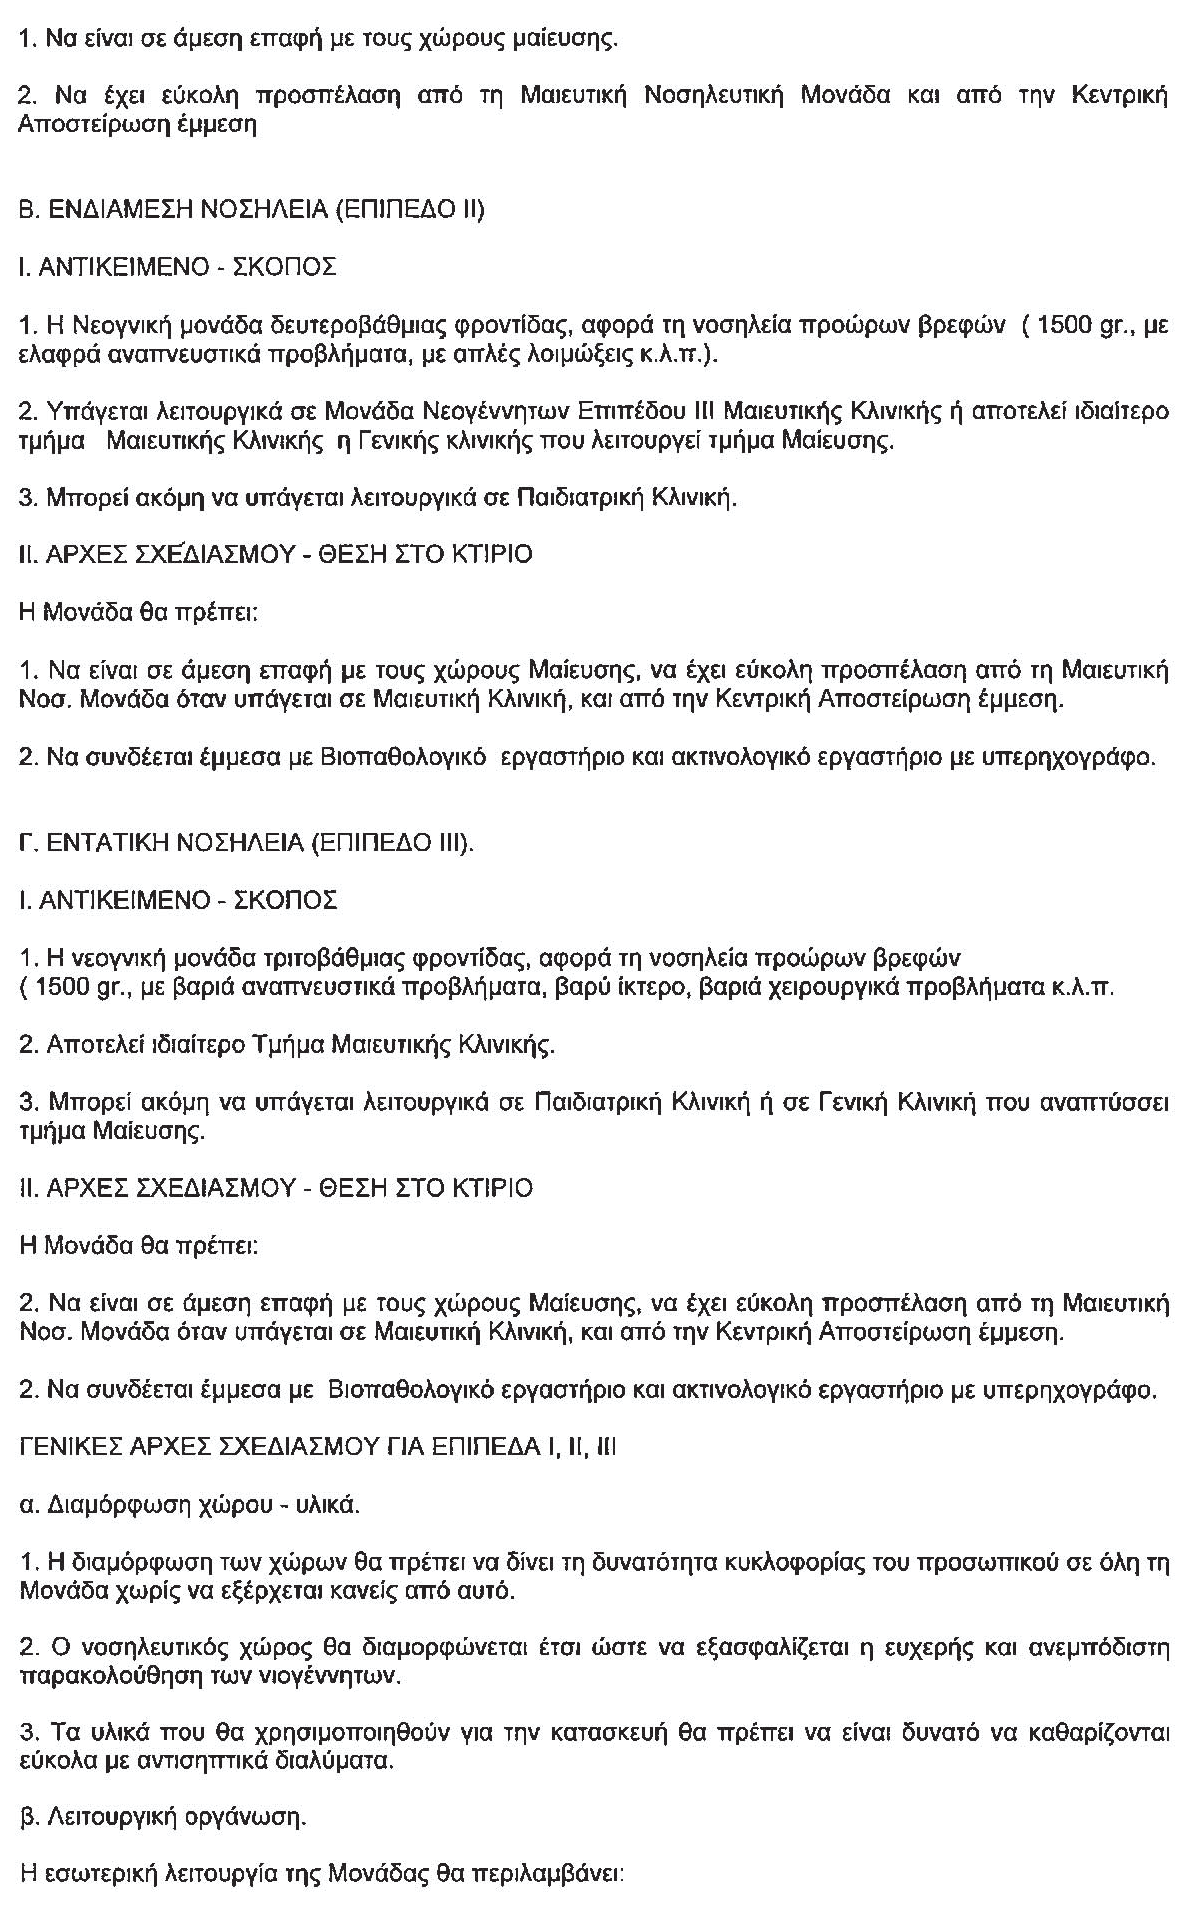 1. Να είναι σε άμεση επαφή με τους χώρους μαίευσης.
2. Να έχει εύκολη προσπέλαση από τη Μαιευτική Νοσηλευτική Μονάδα και από την Κεντρική
Αποστείρωση έμμεση
Β. ΕΝΔΙΑΜΕΣΗ ΝΟΣΗΛΕΙΑ (ΕΠΙΠΕΔΟ ΙΙ)
Ι. ΑΝΤΙΚΕΙΜΕΝΟ - ΣΚΟΠΟΣ
1. Η Νεογνική μονάδα δευτεροβάθμιας φροντίδας, αφορά τη νοσηλεία προώρων βρεφών ( 1500 gr., με
ελαφρά αναπνευστικά προβλήματα, με απλές λοιμώξεις κ.λ.π.).
2. Υπάγεται λειτουργικά σε Μονάδα Νεογέννητων Επιπέδου ΙΙΙ Μαιευτικής Κλινικής ή αποτελεί ιδιαίτερο
τμήμα Μαιευτικής Κλινικής η Γενικής κλινικής που λειτουργεί τμήμα Μαίευσης.
3. Μπορεί ακόμη να υπάγεται λειτουργικά σε Παιδιατρική Κλινική.
ΙΙ. ΑΡΧΕΣ ΣΧΕΔΙΑΣΜΟΥ - ΘΕΣΗ ΣΤΟ ΚΤΙΡΙΟ
Η Μονάδα θα πρέπει:
1. Να είναι σε άμεση επαφή με τους χώρους Μαίευσης, να έχει εύκολη προσπέλαση από τη Μαιευτική
Νοσ. Μονάδα όταν υπάγεται σε Μαιευτική Κλινική, και από την Κεντρική Αποστείρωση έμμεση.
2. Να συνδέεται έμμεσα με Βιοπαθολογικό εργαστήριο και ακτινολογικό εργαστήριο με υπερηχογράφο.
Γ. ΕΝΤΑΤΙΚΗ ΝΟΣΗΛΕΙΑ (ΕΠΙΠΕΔΟ ΙΙΙ).
Ι. ΑΝΤΙΚΕΙΜΕΝΟ - ΣΚΟΠΟΣ
1. Η νεογνική μονάδα τριτοβάθμιας φροντίδας, αφορά τη νοσηλεία προώρων βρεφών
( 1500 gr., με βαριά αναπνευστικά προβλήματα, βαρύ ίκτερο, βαριά χειρουργικά προβλήματα κ.λ.π.
2. Αποτελεί ιδιαίτερο Τμήμα Μαιευτικής Κλινικής.
3. Μπορεί ακόμη να υπάγεται λειτουργικά σε Παιδιατρική Κλινική ή σε Γενική Κλινική που αναπτύσσει
τμήμα Μαίευσης.
ΙΙ. ΑΡΧΕΣ ΣΧΕΔΙΑΣΜΟΥ - ΘΕΣΗ ΣΤΟ ΚΤΙΡΙΟ
Η Μονάδα θα πρέπει:
2. Να είναι σε άμεση επαφή με τους χώρους Μαίευσης, να έχει εύκολη προσπέλαση από τη Μαιευτική
Νοσ. Μονάδα όταν υπάγεται σε Μαιευτική Κλινική, και από την Κεντρική Αποστείρωση έμμεση.
2. Να συνδέεται έμμεσα με Βιοπαθολογικό εργαστήριο και ακτινολογικό εργαστήριο με υπερηχογράφο.
ΓΕΝΙΚΕΣ ΑΡΧΕΣ ΣΧΕΔΙΑΣΜΟΥ ΓΙΑ ΕΠΙΠΕΔΑ Ι, ΙΙ, ΙΙΙ
α. Διαμόρφωση χώρου - υλικά.
1. Η διαμόρφωση των χώρων θα πρέπει να δίνει τη δυνατότητα κυκλοφορίας του προσωπικού σε όλη τη
Μονάδα χωρίς να εξέρχεται κανείς από αυτό.
2. Ο νοσηλευτικός χώρος θα διαμορφώνεται έτσι ώστε να εξασφαλίζεται η ευχερής και ανεμπόδιστη
παρακολούθηση των νιογέννητων.
3. Τα υλικά που θα χρησιμοποιηθούν για την κατασκευή θα πρέπει να είναι δυνατό να καθαρίζονται
εύκολα με αντισηπτικά διαλύματα.
β. Λειτουργική οργάνωση.
Η εσωτερική λειτουργία της Μονάδας θα περιλαμβάνει: